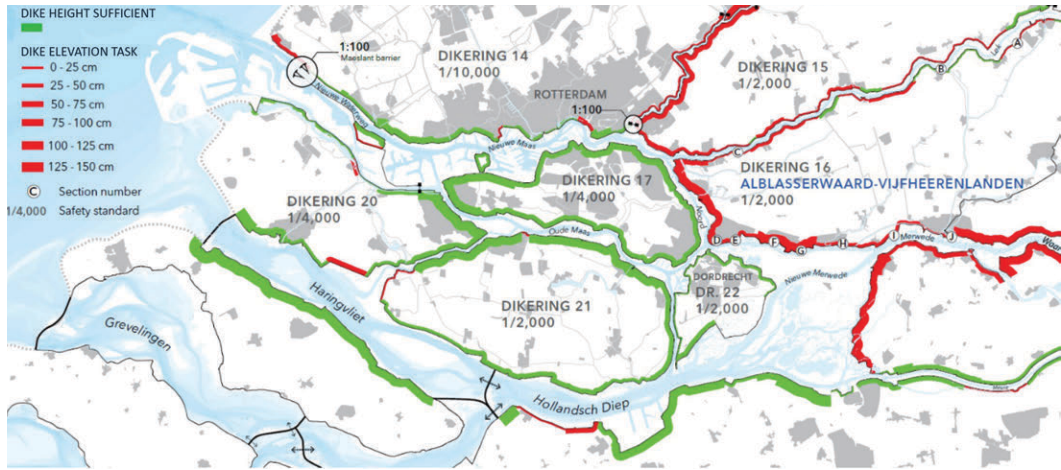 DIKE HEIGHT SUFFICIENT
DIKE ELEVATION TASK
0 - 25 cm
25 - 50 cm
50 - 75 cm
75 - 100 cm
100 - 125 cm
125 - 150 cm
C Section number
1/4,000 Safety standard
1:100
Maeslant barrier
DIKERING 14
1/10,000
ROTTERDAM
1:100
DIKERING 15
1/2,000
Lek
A
B
C
Nieuwe Waterweg
Nieuwe Maas
DIKERING 16
ALBLASSERWAARD-VIJFHEERENLANDEN
1/2,000
DIKERING 17
1/4,000
DIKERING 20
1/4,000
Noord
Oude Maas
D
E
F
G
H
I
J
Merwede
Nieuwe Merwede
DORDRECHT
DR. 22
1/2,000
DIKERING 21
1/2,000
Haringvliet
Grevelingen
Hollandsch Diep